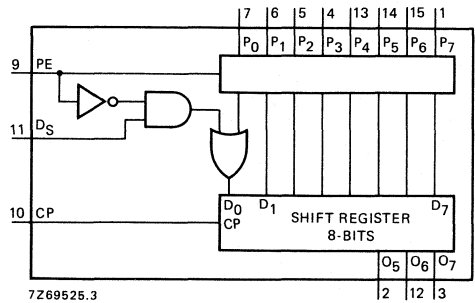 7 6 5 4 13 14 15 1
P0 P1 P2 P3 P4 P5 P6 P7
9 PE
11 DS
D0 D1 D7
10 CP CP
SHIFT REGISTER
8-BITS
O5 O6 O7
2 12 3
7Z69525.3